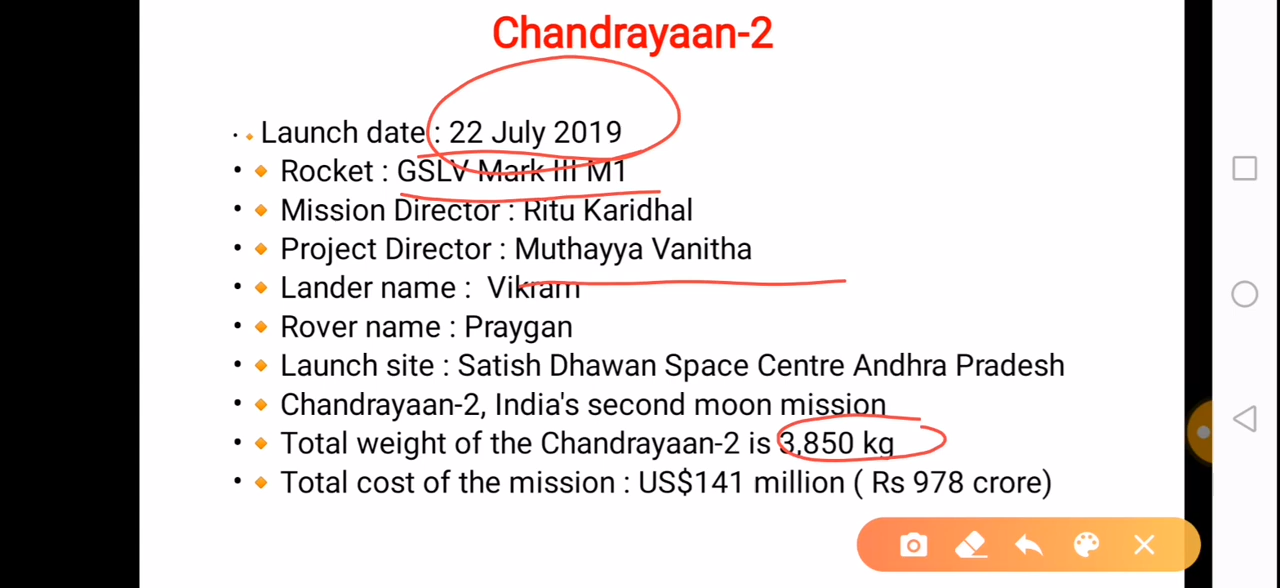 Chandrayaan-2
Launch date : 22 July 2019
Rocket : GSLV Mark III M1
Mission Director : Ritu Karidhal
Project Director : Muthayya Vanitha
Lander name : Vikram
Rover name : Praygan
Launch site : Satish Dhawan Space Centre Andhra Pradesh
Chandrayaan-2, India's second moon mission
Total weight of the Chandrayaan-2 is 3,850 kg
Total cost of the mission : US$141 million ( Rs 978 crore)